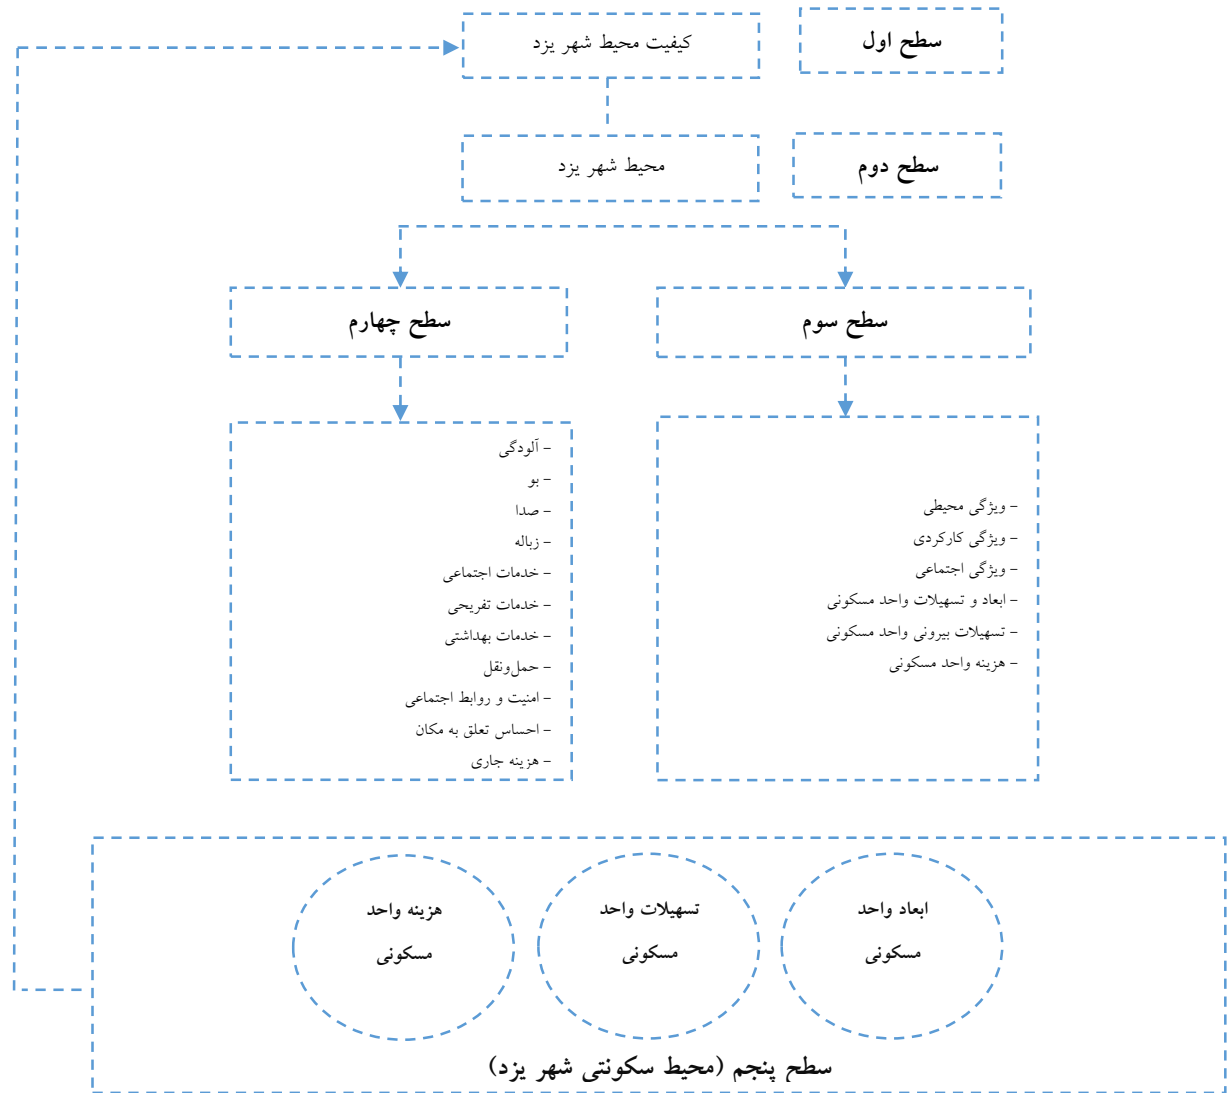 سطح اول
کیفیت محیط شهر یزد
سطح دوم
محیط شهر یزد
سطح سوم
سطح چهارم
- ویژگی محیطی
- ویژگی کارکردی
- ویژگی اجتماعی
- ابعاد و تسهیلات واحد مسکونی
- تسهیلات بیرونی واحد مسکونی
- هزینه واحد مسکونی
- آلودگی
- بو
- صدا
- زباله
- خدمات اجتماعی
- خدمات تفریحی
- خدمات بهداشتی
- حمل‌ونقل
- امنیت و روابط اجتماعی
- احساس تعلق به مکان
- هزینه جاری
ابعاد واحد
مسکونی
تسهیلات واحد
مسکونی
هزینه واحد
مسکونی
سطح پنجم (محیط سکونتی شهر یزد)